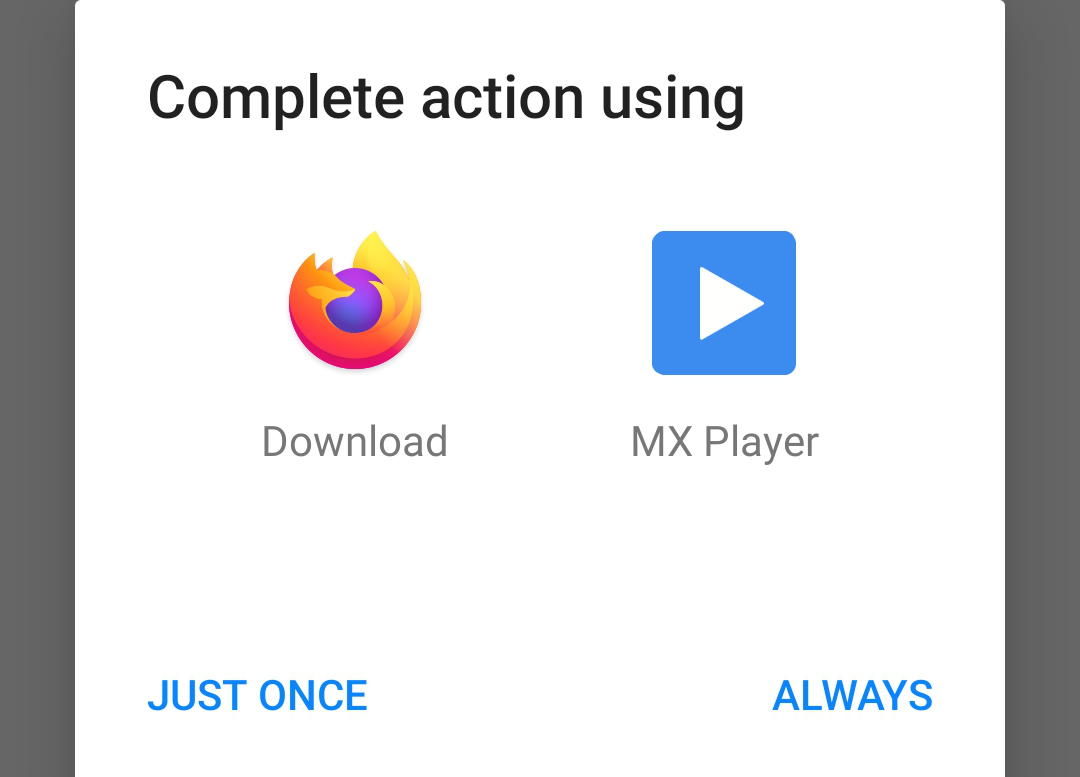 Complete action using
Download
MX Player
JUST ONCE
ALWAYS